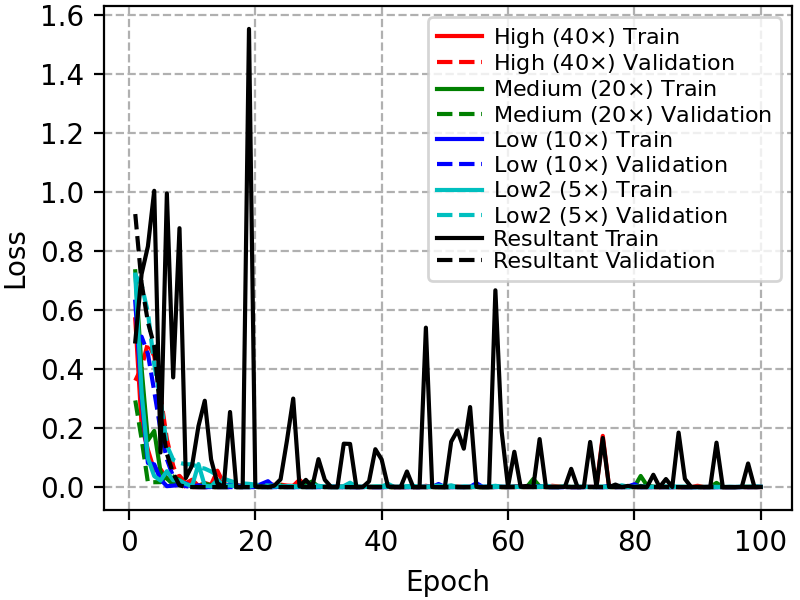 1.6
1.4
1.2
1.0
0.8
0.6
0.4
0.2
0.0
Loss
High (40×) Train
High (40×) Validation
Medium (20×) Train
Medium (20×) Validation
Low (10×) Train
Low (10×) Validation
Low2 (5×) Train
Low2 (5×) Validation
Resultant Train
Resultant Validation
0 20 40 60 80 100
Epoch